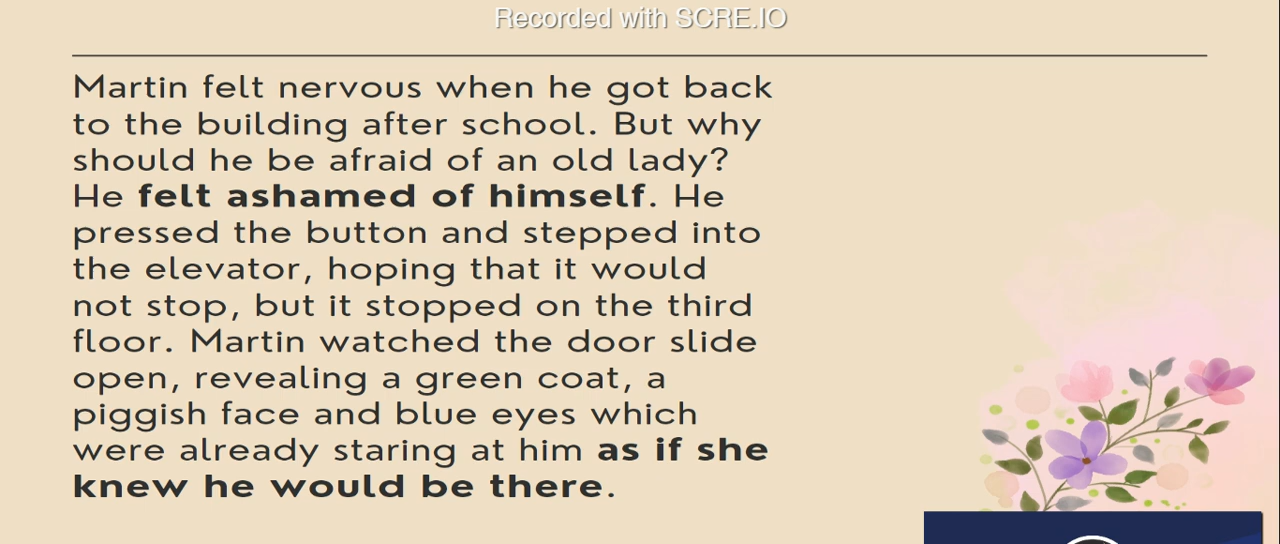 Recorded with SCRE.IO
Martin felt nervous when he got back
to the building after school. But why
should he be afraid of an old lady?
He felt ashamed of himself. He
pressed the button and stepped into
the elevator, hoping that it would
not stop, but it stopped on the third
floor. Martin watched the door slide
open, revealing a green coat, a
piggish face and blue eyes which
were already staring at him as if she
knew he would be there.